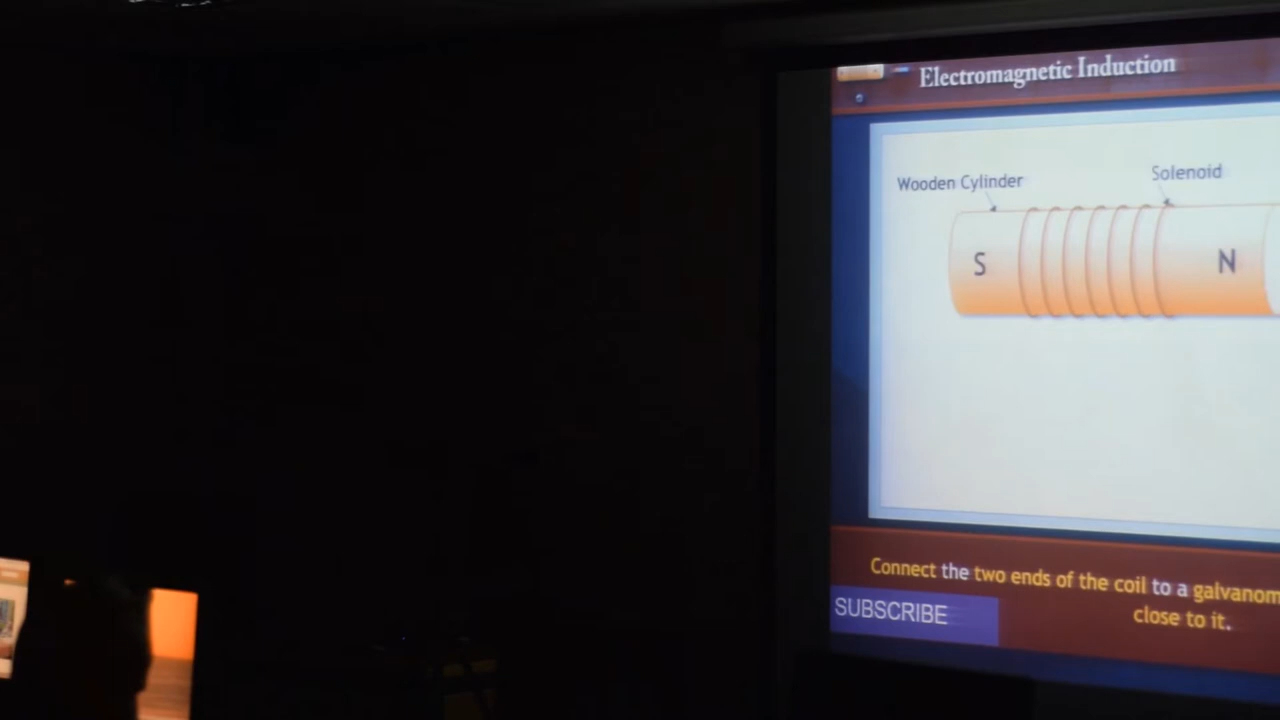 Electromagnetic Induction
Wooden Cylinder
Solenoid
S
N
Connect the two ends of the coil to a galvanom
close to it.
SUBSCRIBE